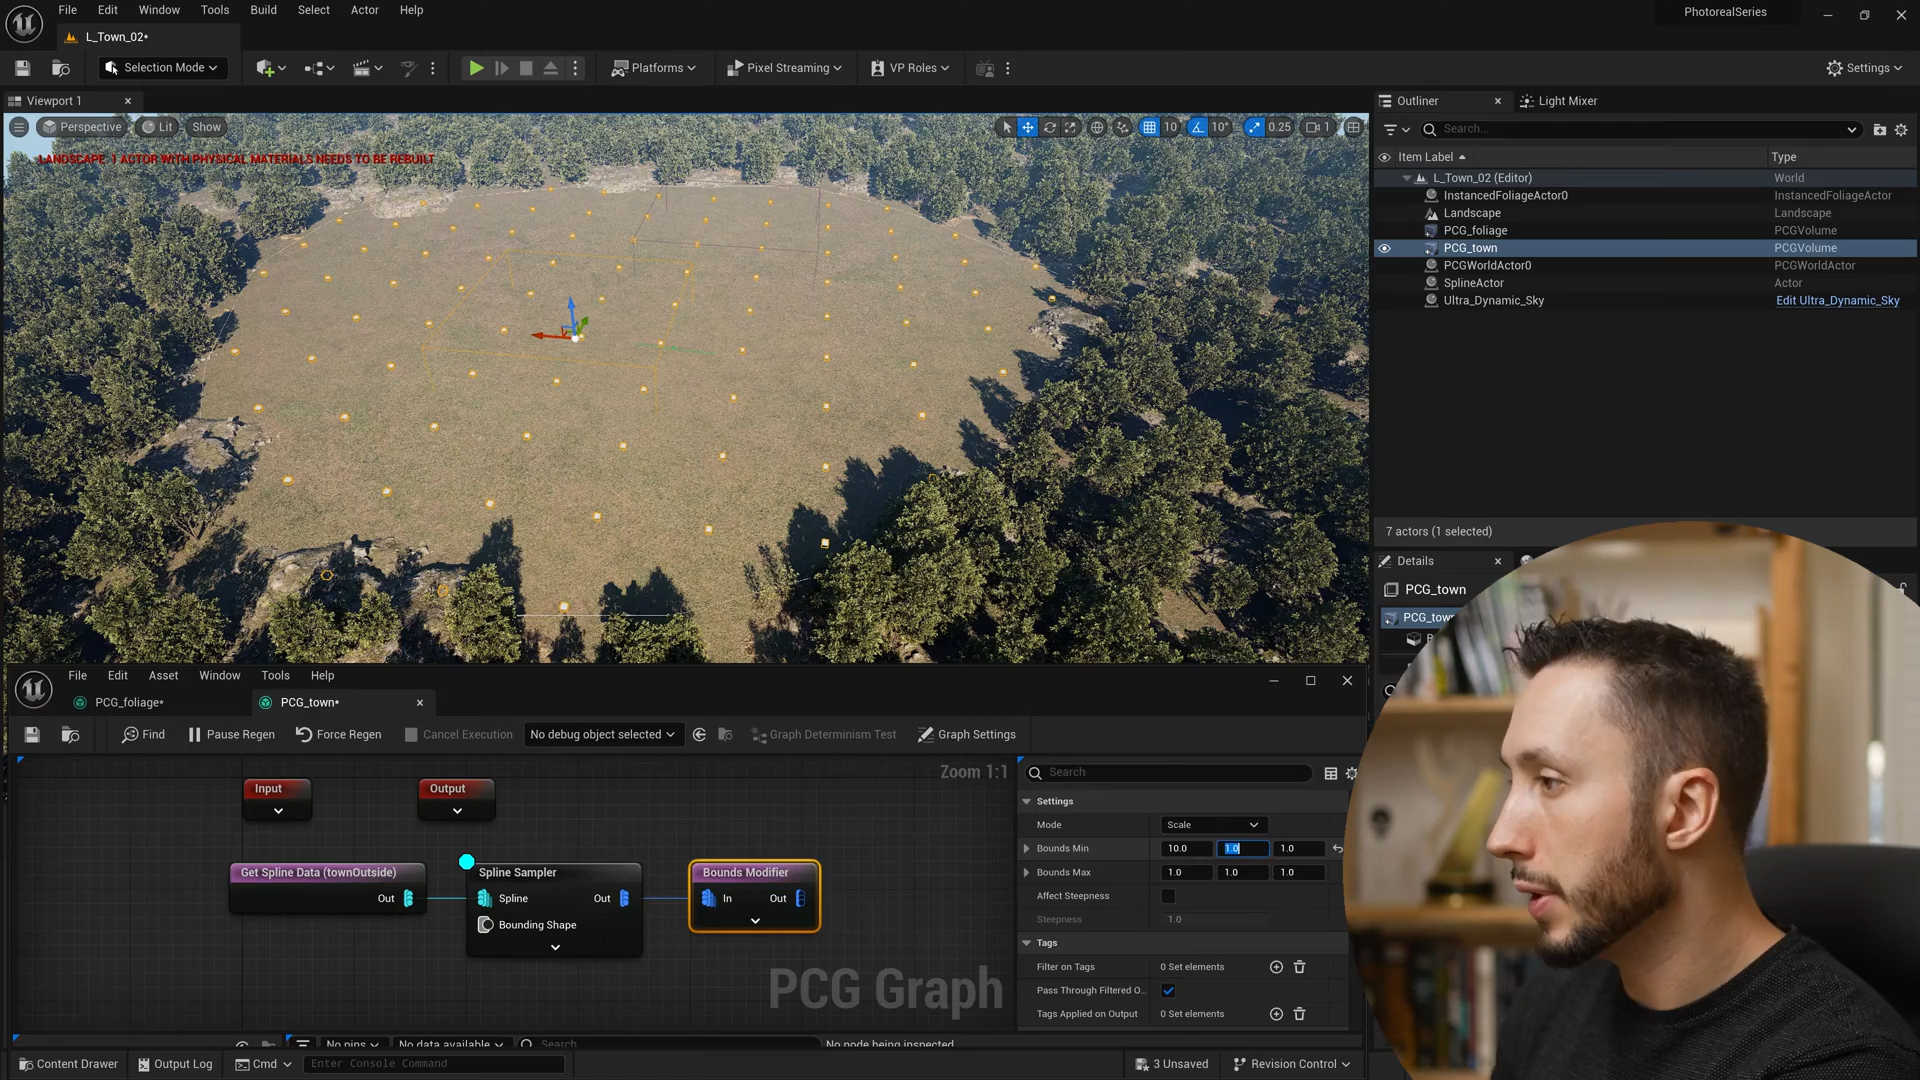 File Edit Window Tools Build Select Actor Help
PhotorealSeries
L_Town_02*
Selection Mode
Platforms
Pixel Streaming
VP Roles
Settings
Viewport 1
Outliner
Light Mixer
Perspective
Lit
Show
10
10°
0.25
1
Search...
LANDSCAPE: 1 ACTOR WITH PHYSICAL MATERIALS NEEDS TO BE REBUILT
Item Label
Type
L_Town_02 (Editor) World
InstancedFoliageActor0 InstancedFoliageActor
Landscape Landscape
PCG_foliage PCGVolume
PCG_town PCGVolume
PCGWorldActor0 PCGWorldActor
SplineActor Actor
Ultra_Dynamic_Sky Edit Ultra_Dynamic_Sky
7 actors (1 selected)
Details
PCG_town
File Edit Asset Window Tools Help
PCG_foliage*
PCG_town*
Find
Pause Regen
Force Regen
Cancel Execution
No debug object selected
Graph Determinism Test
Graph Settings
Zoom 1:1
Input
Output
Get Spline Data (townOutside)
Out
Spline Sampler
Spline
Out
Bounding Shape
Bounds Modifier
In
Out
PCG Graph
Search
Settings
Mode Scale
Bounds Min 10.0 1.0 1.0
Bounds Max 1.0 1.0 1.0
Affect Steepness
Steepness 1.0
Tags
Filter on Tags 0 Set elements
Pass Through Filtered O...
Tags Applied on Output 0 Set elements
No pins
No data available
Search
No node being inspected
Content Drawer
Output Log
Cmd
Enter Console Command
3 Unsaved
Revision Control